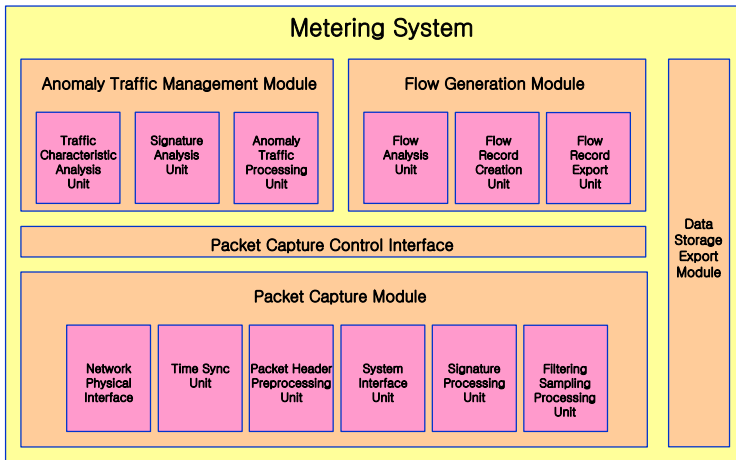 Metering System
Anomaly Traffic Management Module
Traffic
Characteristic
Analysis
Unit
Signature
Analysis
Unit
Anomaly
Traffic
Processing
Unit
Flow Generation Module
Flow
Analysis
Unit
Flow
Record
Creation
Unit
Flow
Record
Export
Unit
Data
Storage
Export
Module
Packet Capture Control Interface
Packet Capture Module
Network
Physical
Interface
Time Sync
Unit
Packet Header
Preprocessing
Unit
System
Interface
Unit
Signature
Processing
Unit
Filtering
Sampling
Processing
Unit